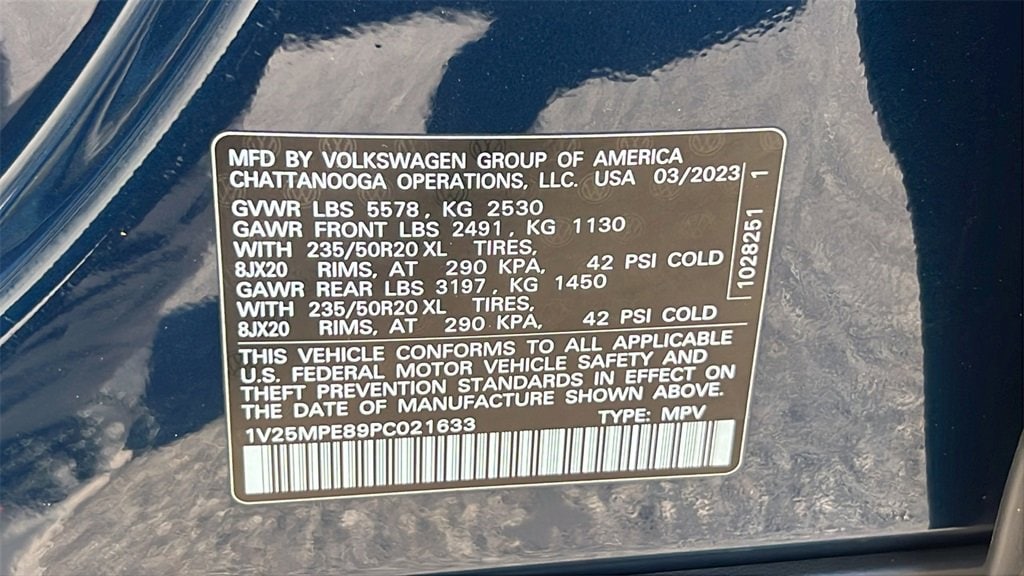 MFD BY VOLKSWAGEN GROUP OF AMERICA
CHATTANOOGA OPERATIONS, LLC. USA 03/2023
GVWR LBS 5578, KG 2530
GAWR FRONT LBS 2491, KG 1130
WITH 235/50R20 XL TIRES,
8JX20 RIMS, AT 290 KPA, 42 PSI COLD
GAWR REAR LBS 3197, KG 1450
WITH 235/50R20 XL TIRES,
8JX20 RIMS, AT 290 KPA, 42 PSI COLD
1028251 1
THIS VEHICLE CONFORMS TO ALL APPLICABLE
U.S. FEDERAL MOTOR VEHICLE SAFETY AND
THEFT PREVENTION STANDARDS IN EFFECT ON
THE DATE OF MANUFACTURE SHOWN ABOVE.
1V25MPE89PC021633 TYPE: MPV